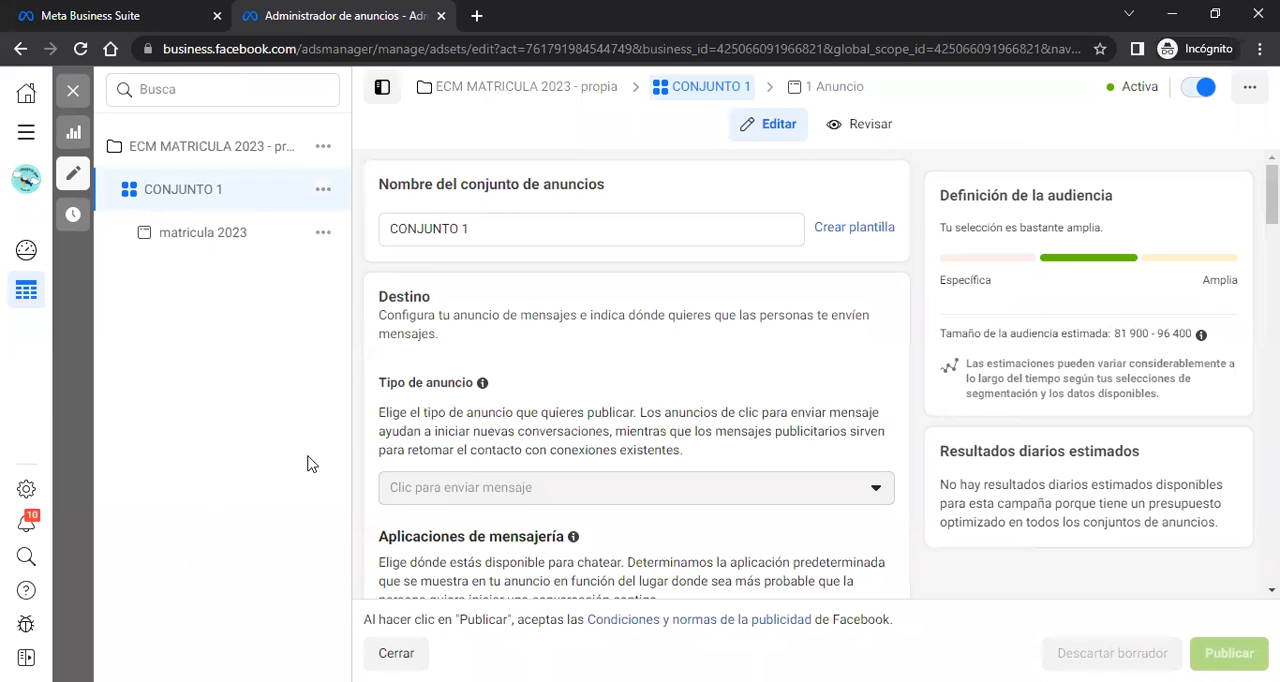 Meta Business Suite
Administrador de anuncios - Adr
Incógnito
business.facebook.com/adsmanager/manage/adsets/edit?act=761791984544749&business_id=425066091966821&global_scope_id=425066091966821&nav...
Busca
ECM MATRICULA 2023 - propia
CONJUNTO 1
1 Anuncio
Activa
Editar
Revisar
ECM MATRICULA 2023 - pr...
CONJUNTO 1
matricula 2023
10
Nombre del conjunto de anuncios
CONJUNTO 1
Crear plantilla
Destino
Configura tu anuncio de mensajes e indica dónde quieres que las personas te envíen
mensajes.
Tipo de anuncio
Elige el tipo de anuncio que quieres publicar. Los anuncios de clic para enviar mensaje
ayudan a iniciar nuevas conversaciones, mientras que los mensajes publicitarios sirven
para retomar el contacto con conexiones existentes.
Clic para enviar mensaje
Aplicaciones de mensajería
Elige dónde estás disponible para chatear. Determinamos la aplicación predeterminada
que se muestra en tu anuncio en función del lugar donde sea más probable que la
persona quiera iniciar una conversación contigo.
Definición de la audiencia
Tu selección es bastante amplia.
Específica
Amplia
Tamaño de la audiencia estimada: 81 900 - 96 400
Las estimaciones pueden variar considerablemente a
lo largo del tiempo según tus selecciones de
segmentación y los datos disponibles.
Resultados diarios estimados
No hay resultados diarios estimados disponibles
para esta campaña porque tiene un presupuesto
optimizado en todos los conjuntos de anuncios.
Al hacer clic en "Publicar", aceptas las Condiciones y normas de la publicidad de Facebook.
Cerrar
Descartar borrador
Publicar